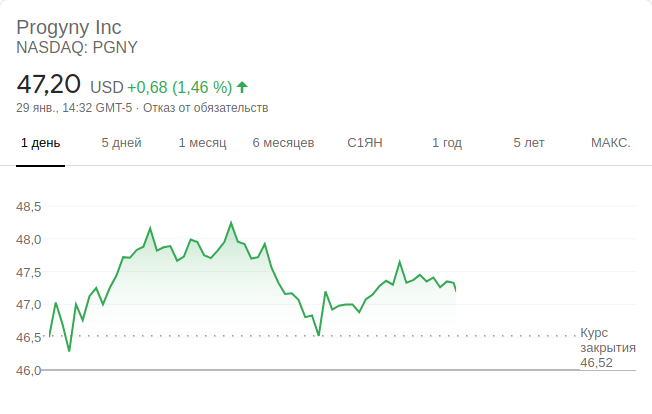 Progyny Inc
NASDAQ: PGNY
47,20 USD +0,68 (1,46 %)
29 янв., 14:32 GMT-5 · Отказ от обязательств
1 день 5 дней 1 месяц 6 месяцев С1ЯН 1 год 5 лет МАКС.
48,5
48,0
47,5
47,0
46,5
46,0
Курс
закрытия
46,52